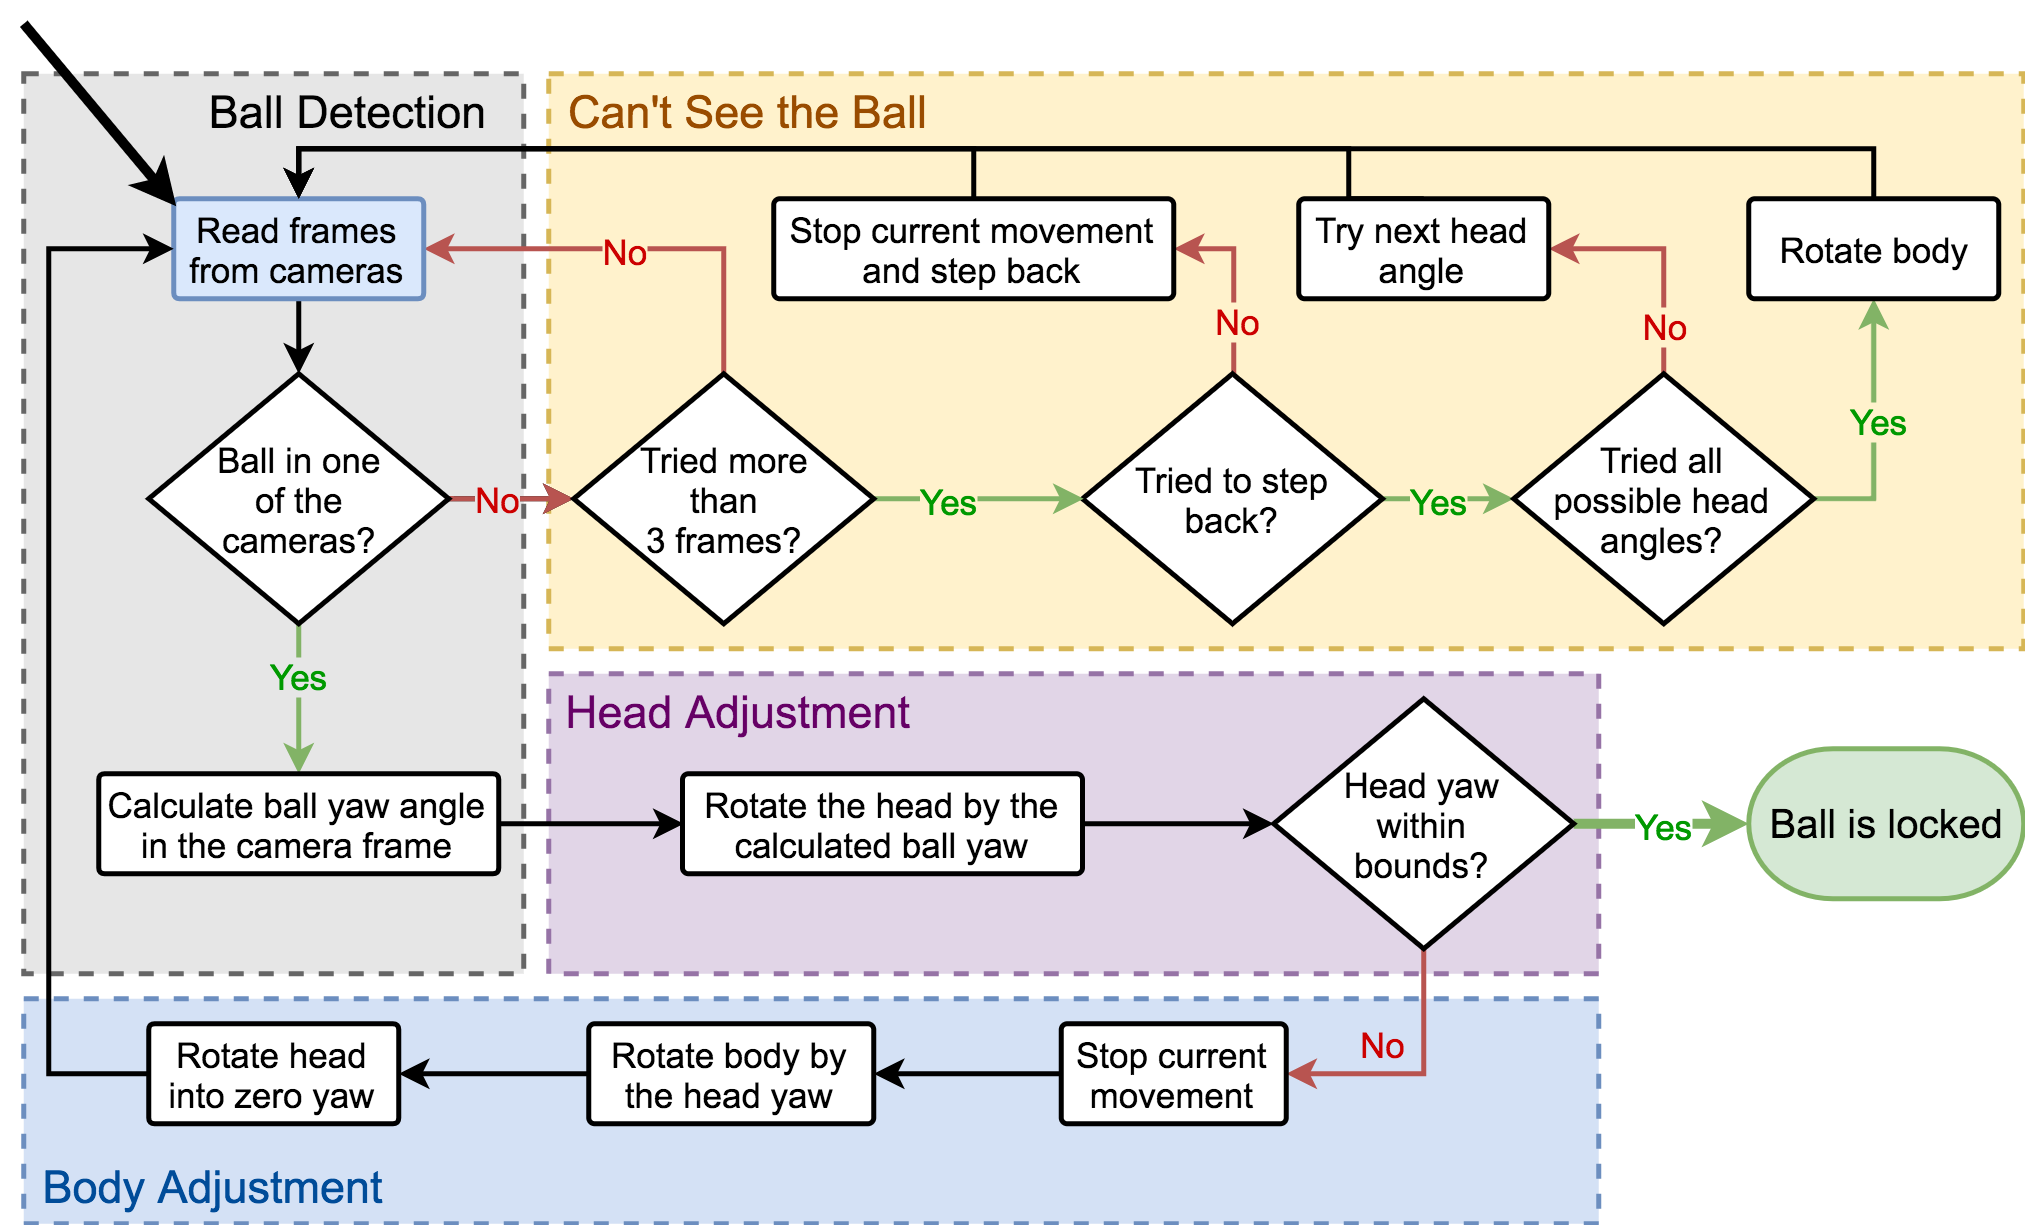 Ball Detection
Can't See the Ball
Read frames
from cameras
No
Stop current movement
and step back
Try next head
angle
Rotate body
No
No
Yes
Ball in one
of the
cameras?
No
Tried more
than
3 frames?
Yes
Tried to step
back?
Yes
Tried all
possible head
angles?
Yes
Head Adjustment
Calculate ball yaw angle
in the camera frame
Rotate the head by the
calculated ball yaw
Head yaw
within
bounds?
Yes
Ball is locked
No
Rotate head
into zero yaw
Rotate body by
the head yaw
Stop current
movement
Body Adjustment